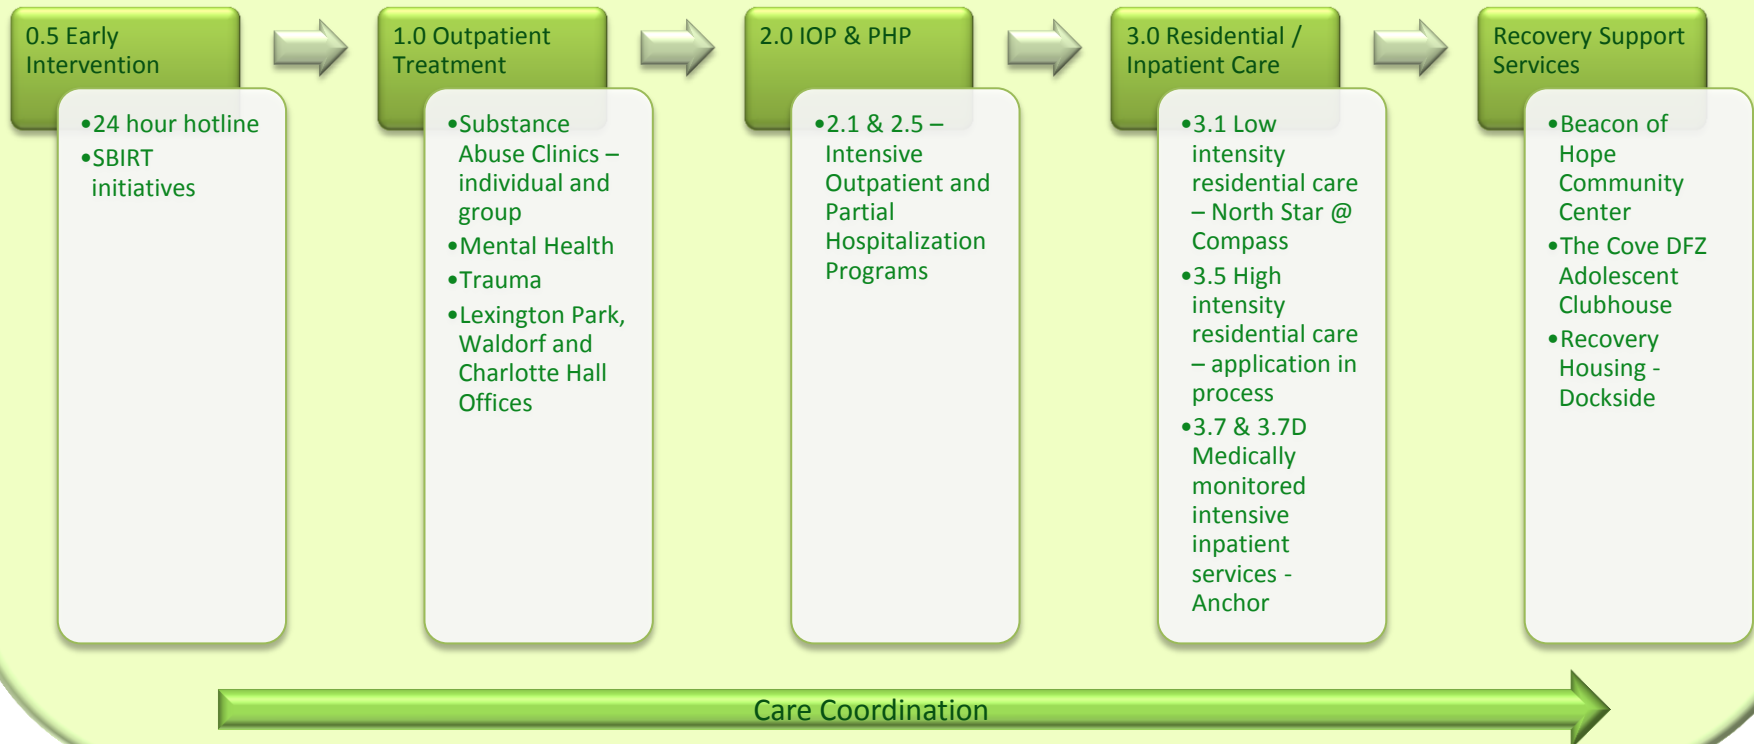 0.5 Early
Intervention
•24 hour hotline
•SBIRT
initiatives
1.0 Outpatient
Treatment
•Substance
Abuse Clinics –
individual and
group
•Mental Health
•Trauma
•Lexington Park,
Waldorf and
Charlotte Hall
Offices
2.0 IOP & PHP
•2.1 & 2.5 –
Intensive
Outpatient and
Partial
Hospitalization
Programs
3.0 Residential /
Inpatient Care
•3.1 Low
intensity
residential care
– North Star @
Compass
•3.5 High
intensity
residential care
– application in
process
•3.7 & 3.7D
Medically
monitored
intensive
inpatient
services -
Anchor
Recovery Support
Services
•Beacon of
Hope
Community
Center
•The Cove DFZ
Adolescent
Clubhouse
•Recovery
Housing -
Dockside
Care Coordination